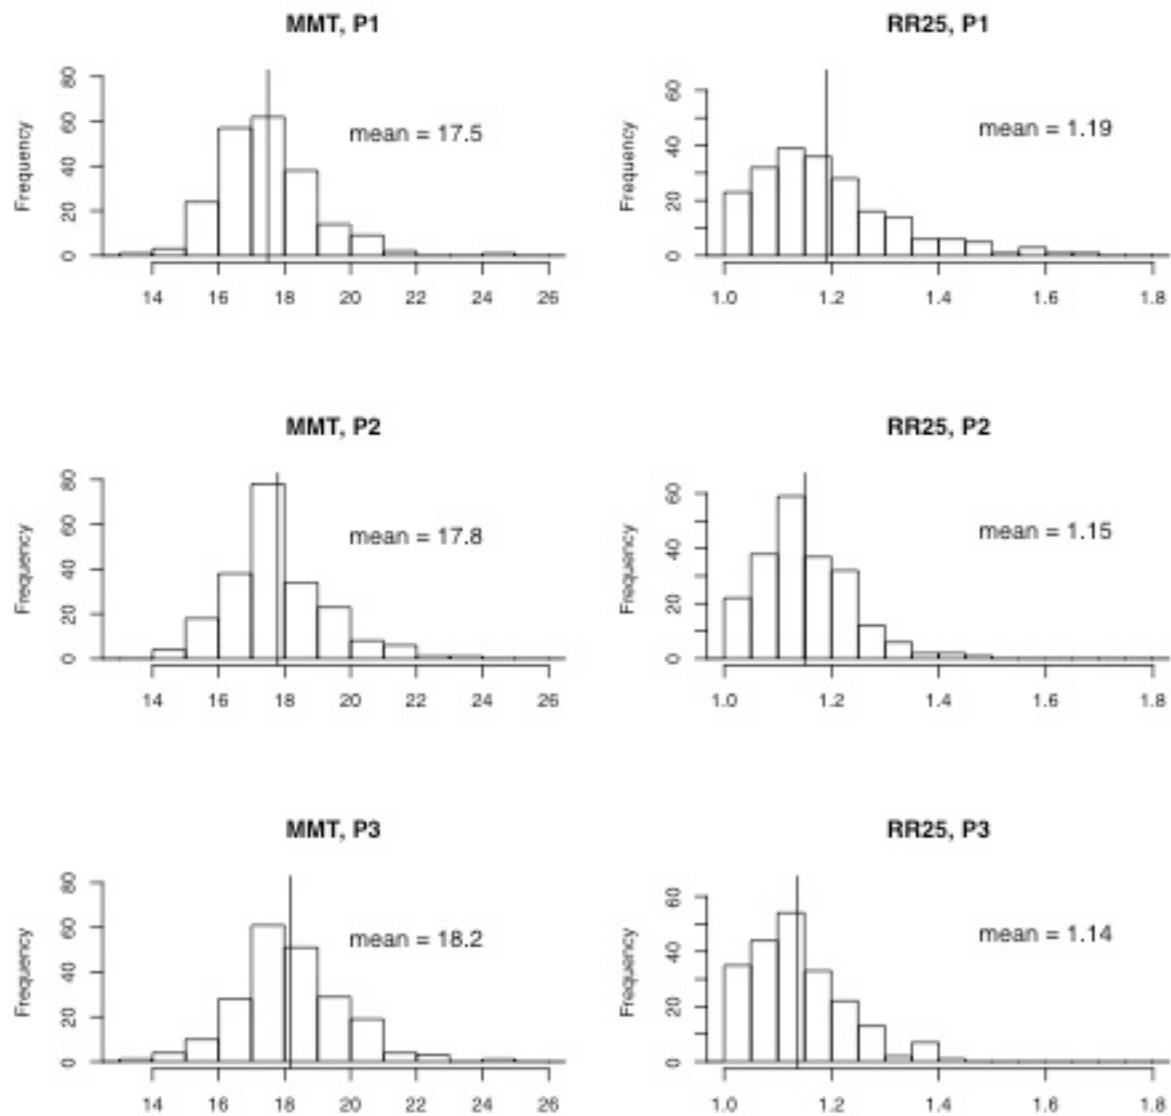 MMT, P1
Frequency
80
60
40
20
0
mean = 17.5
14 16 18 20 22 24 26
RR25, P1
Frequency
60
40
20
0
mean = 1.19
1.0 1.2 1.4 1.6 1.8
MMT, P2
Frequency
80
60
40
20
0
mean = 17.8
14 16 18 20 22 24 26
RR25, P2
Frequency
60
40
20
0
mean = 1.15
1.0 1.2 1.4 1.6 1.8
MMT, P3
Frequency
80
60
40
20
0
mean = 18.2
14 16 18 20 22 24 26
RR25, P3
Frequency
60
40
20
0
mean = 1.14
1.0 1.2 1.4 1.6 1.8